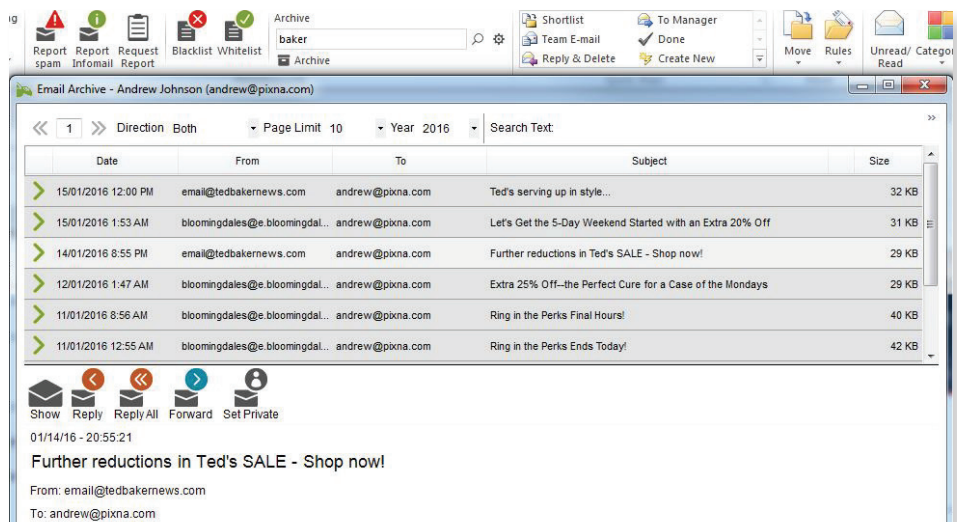 ng
Report spam
Report Infomail
Request Report
Blacklist
Whitelist
Archive
baker
Archive
Shortlist
Team E-mail
Reply & Delete
To Manager
Done
Create New
Move
Rules
Unread/ Read
Catego
Email Archive - Andrew Johnson (andrew@pixna.com)
1 Direction Both Page Limit 10 Year 2016 Search Text:
Date From To Subject Size
15/01/2016 12:00 PM email@tedbakernews.com andrew@pixna.com Ted's serving up in style... 32 KB
15/01/2016 1:53 AM bloomingdales@e.bloomingdal... andrew@pixna.com Let's Get the 5-Day Weekend Started with an Extra 20% Off 31 KB
14/01/2016 8:55 PM email@tedbakernews.com andrew@pixna.com Further reductions in Ted's SALE - Shop now! 29 KB
12/01/2016 1:47 AM bloomingdales@e.bloomingdal... andrew@pixna.com Extra 25% Off--the Perfect Cure for a Case of the Mondays 29 KB
11/01/2016 8:56 AM bloomingdales@e.bloomingdal... andrew@pixna.com Ring in the Perks Final Hours! 40 KB
11/01/2016 12:55 AM bloomingdales@e.bloomingdal... andrew@pixna.com Ring in the Perks Ends Today! 42 KB
Show Reply Reply All Forward Set Private
01/14/16 - 20:55:21
Further reductions in Ted's SALE - Shop now!
From: email@tedbakernews.com
To: andrew@pixna.com